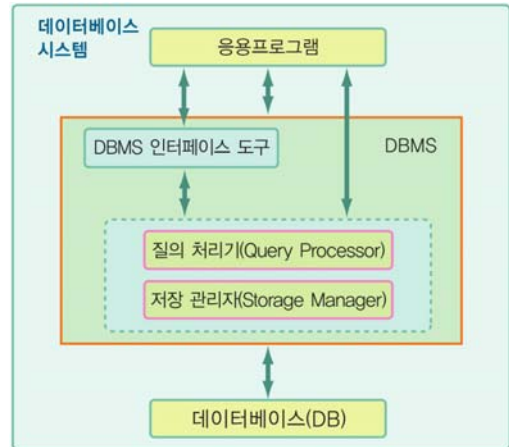 데이터베이스
시스템
응용프로그램
DBMS 인터페이스 도구
DBMS
질의 처리기(Query Processor)
저장 관리자(Storage Manager)
데이터베이스(DB)